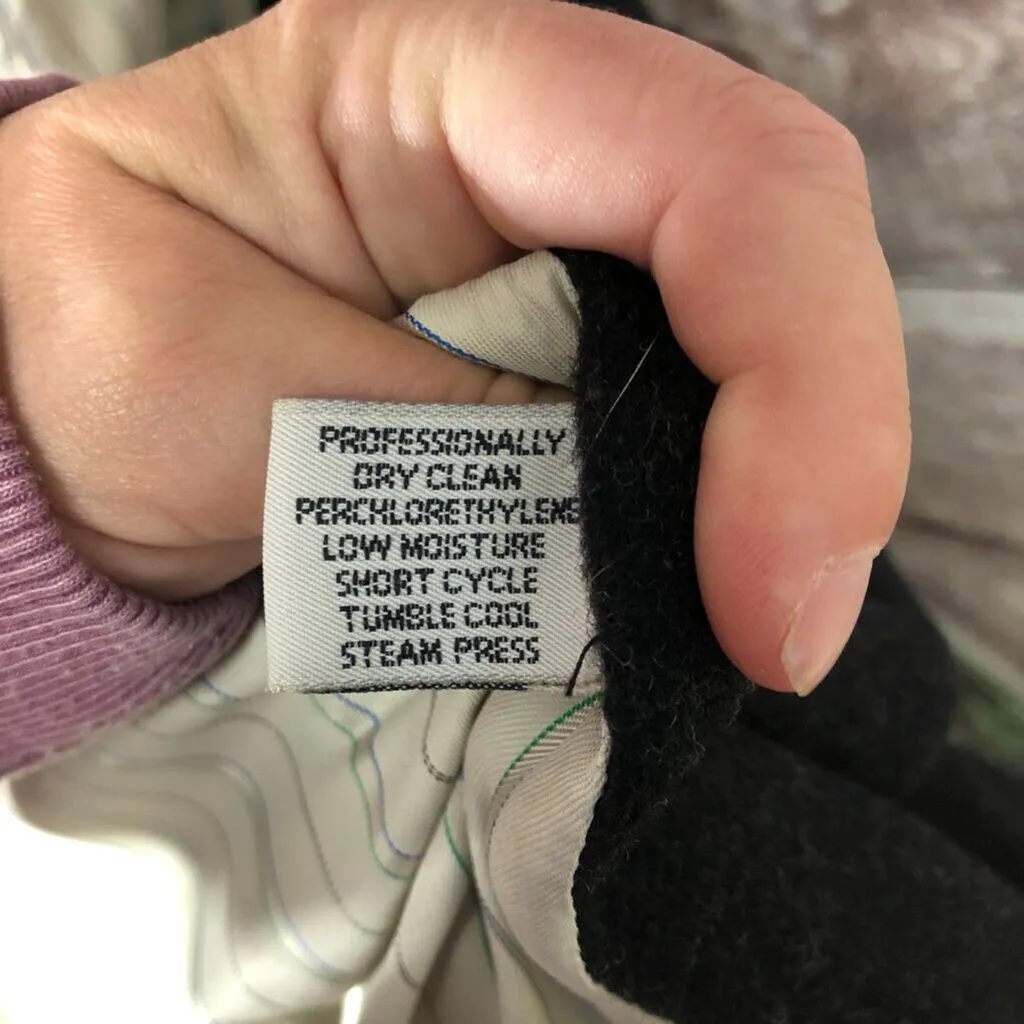 PROFESSIONALLY
DRY CLEAN
PERCHLORETHYLENE
LOW MOISTURE
SHORT CYCLE
TUMBLE COOL
STEAM PRESS